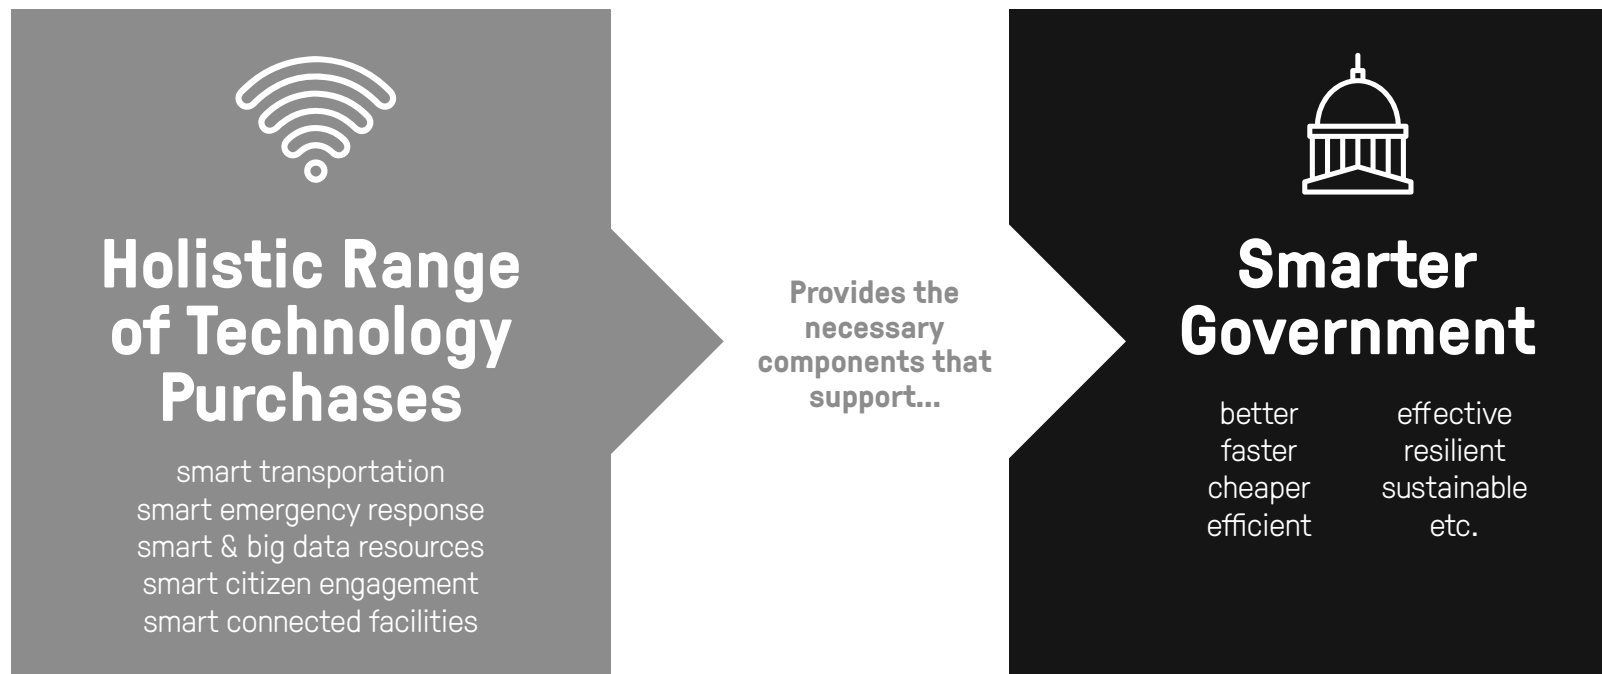 Holistic Range
of Technology
Purchases
smart transportation
smart emergency response
smart & big data resources
smart citizen engagement
smart connected facilities
Provides the
necessary
components that
support...
Smarter
Government
better
faster
cheaper
efficient
effective
resilient
sustainable
etc.